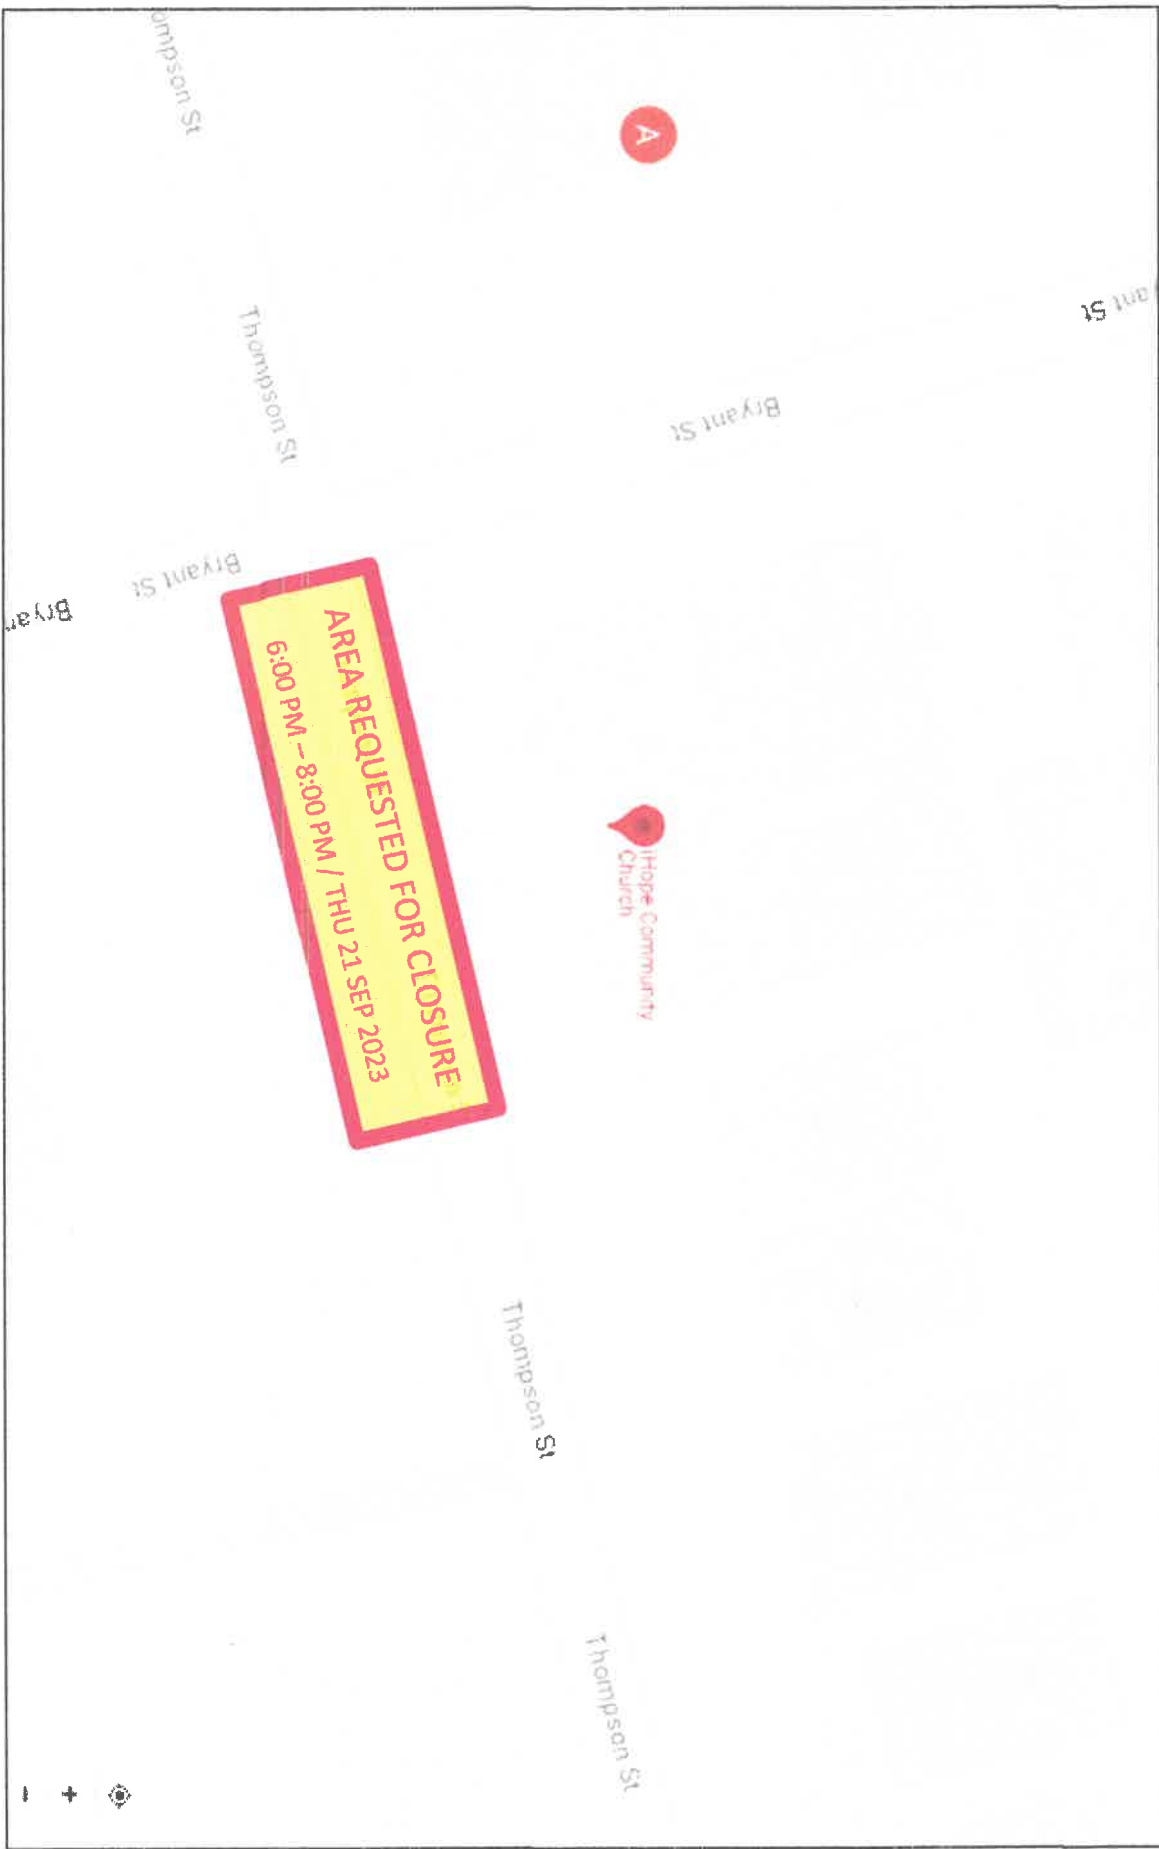 ant St
Bryant St
A
iHope Community
Church
Thompson St
Thompson St
AREA REQUESTED FOR CLOSURE
6:00 PM – 8:00 PM / THU 21 SEP 2023
Thompson St
Bryant St
ompson St
Bryan
+
-